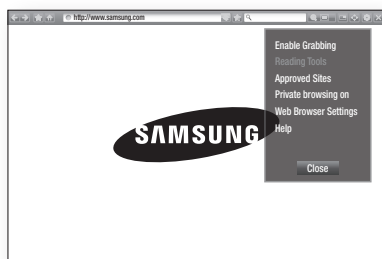 http://www.samsung.com
Enable Grabbing
Reading Tools
Approved Sites
Private browsing on
Web Browser Settings
Help
SAMSUNG
Close